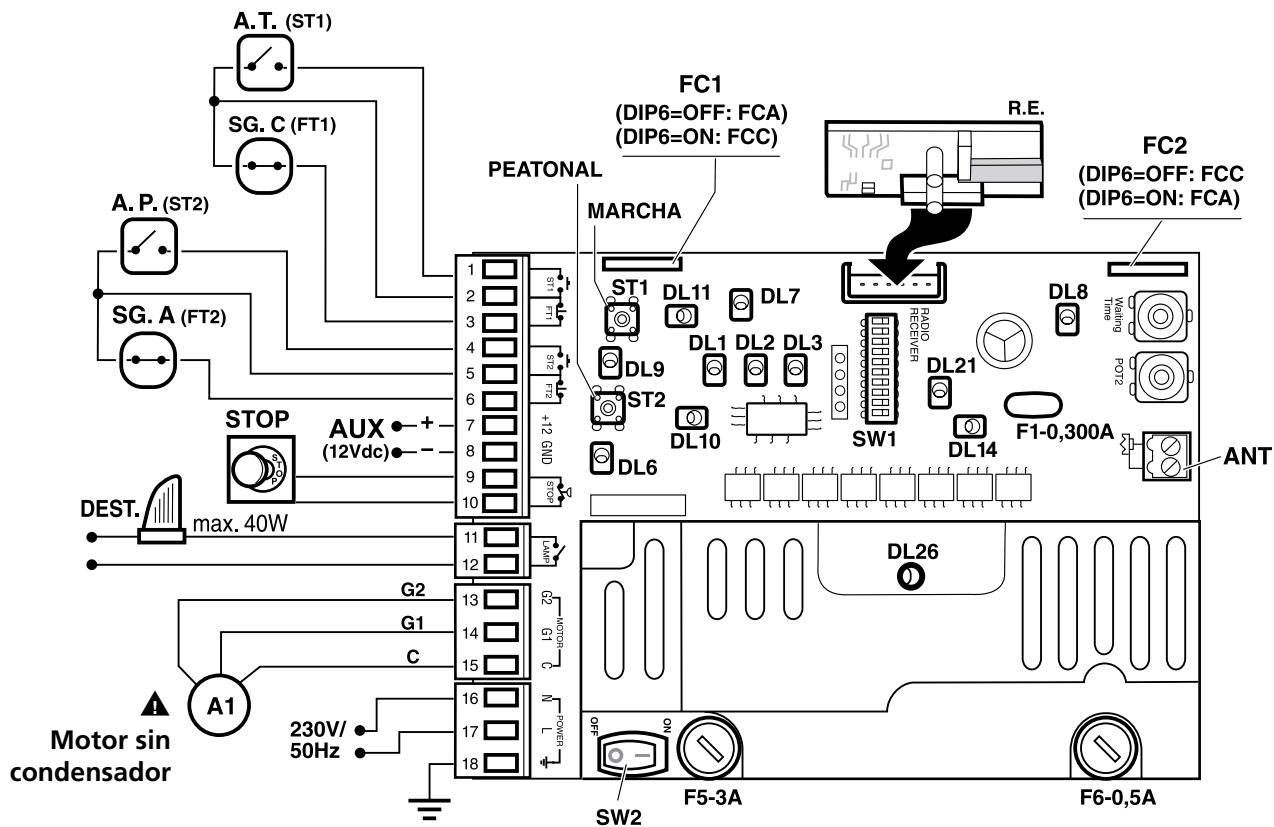 A.T. (ST1)
SG. C (FT1)
A. P. (ST2)
SG. A (FT2)
STOP
STOP
AUX
(12Vdc)
+
–
DEST.
max. 40W
G2
G1
C
A1
Motor sin
condensador
230V/
50Hz
FC1
(DIP6=OFF: FCA)
(DIP6=ON: FCC)
PEATONAL
MARCHA
R.E.
FC2
(DIP6=OFF: FCC
(DIP6=ON: FCA)
1
2
3
4
5
6
7
8
9
10
11
12
13
14
15
16
17
18
ST1
FT1
ST2
FT2
+12 GND
STOP
LAMP
G2
G1
C
MOTOR
N
L
POWER
ST1
DL11
DL7
DL9
DL1
DL2
DL3
ST2
DL10
DL6
RADIO
RECEIVER
SW1
DL21
DL14
DL8
Waiting
Time
POT2
F1-0,300A
ANT
DL26
OFF
ON
SW2
F5-3A
F6-0,5A